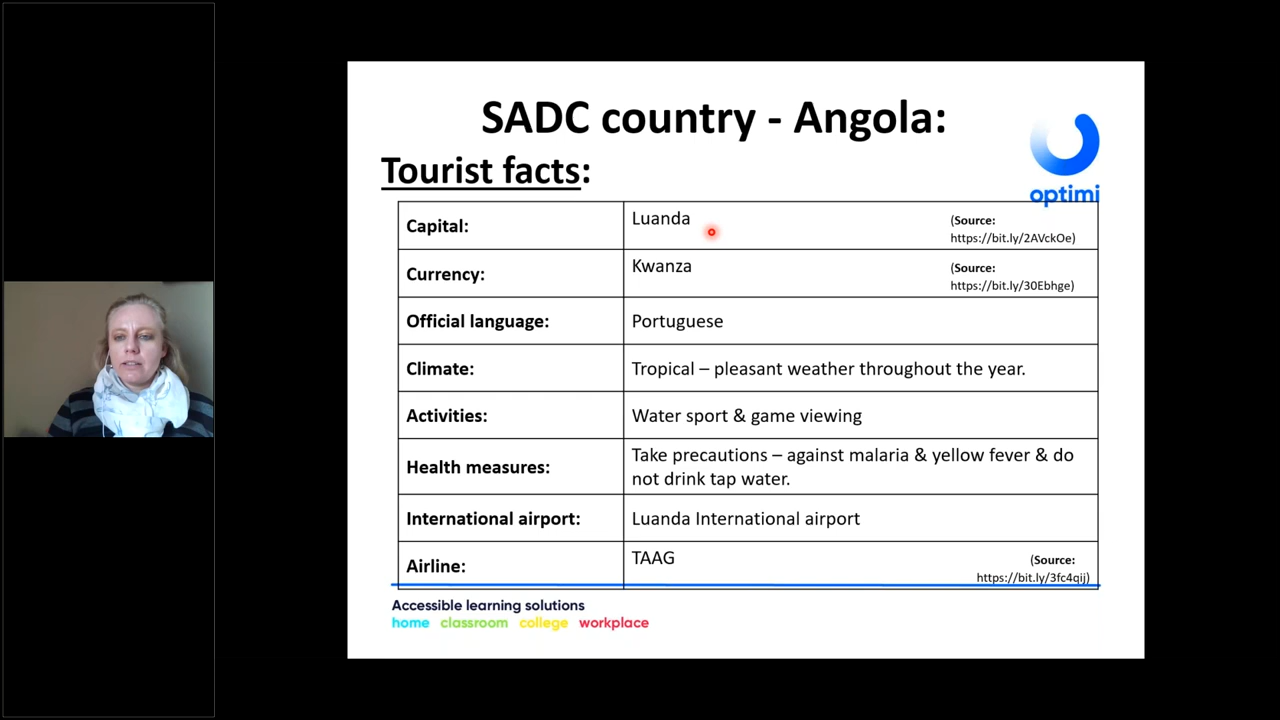 SADC country - Angola:
Tourist facts:
optimi
Capital: Luanda (Source: https://bit.ly/2AVckOe)
Currency: Kwanza (Source: https://bit.ly/30Ebhge)
Official language: Portuguese
Climate: Tropical – pleasant weather throughout the year.
Activities: Water sport & game viewing
Health measures: Take precautions – against malaria & yellow fever & do
not drink tap water.
International airport: Luanda International airport
Airline: TAAG (Source: https://bit.ly/3fc4qij)
Accessible learning solutions
home classroom college workplace